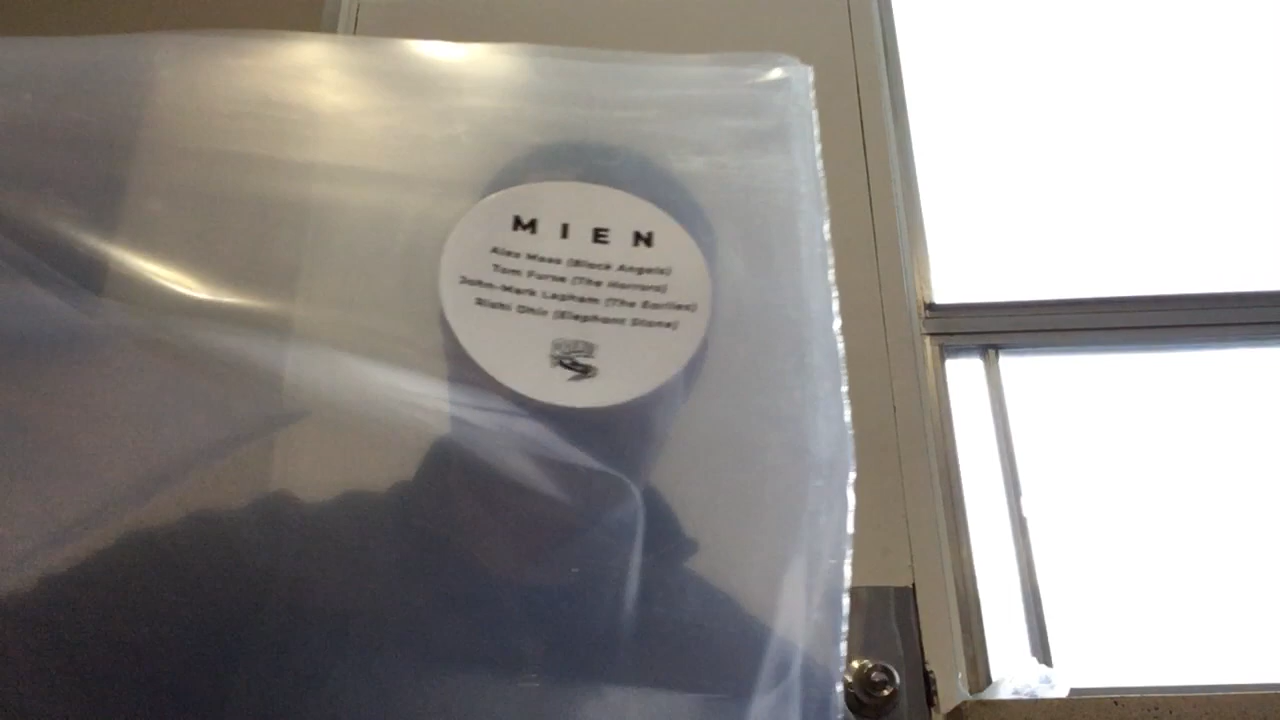 MIEN
Alex Maas (Black Angels)
Tom Furse (The Horrors)
John-Mark Lapham (The Earlies)
Rishi Dhir (Elephant Stone)